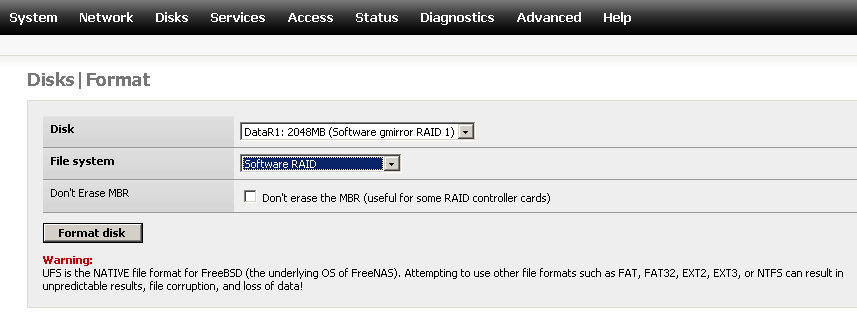 System Network Disks Services Access Status Diagnostics Advanced Help
Disks|Format
Disk DataR1: 2048MB (Software gmirror RAID 1)
File system Software RAID
Don't Erase MBR Don't erase the MBR (useful for some RAID controller cards)
Format disk
Warning:
UFS is the NATIVE file format for FreeBSD (the underlying OS of FreeNAS). Attempting to use other file formats such as FAT, FAT32, EXT2, EXT3, or NTFS can result in
unpredictable results, file corruption, and loss of data!